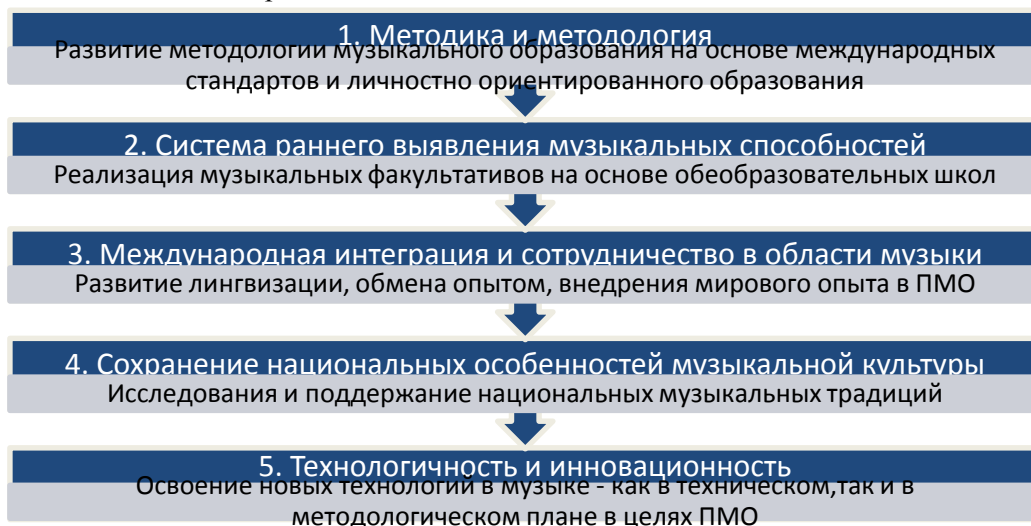 1. Методика и методология
Развитие методологии музыкального образования на основе международных
стандартов и личностно ориентированного образования
2. Система раннего выявления музыкальных способностей
Реализация музыкальных факультативов на основе обеобразовательных школ
3. Международная интеграция и сотрудничество в области музыки
Развитие лингвизации, обмена опытом, внедрения мирового опыта в ПМО
4. Сохранение национальных особенностей музыкальной культуры
Исследования и поддержание национальных музыкальных традиций
5. Технологичность и инновационность
Освоение новых технологий в музыке - как в техническом,так и в
методологическом плане в целях ПМО